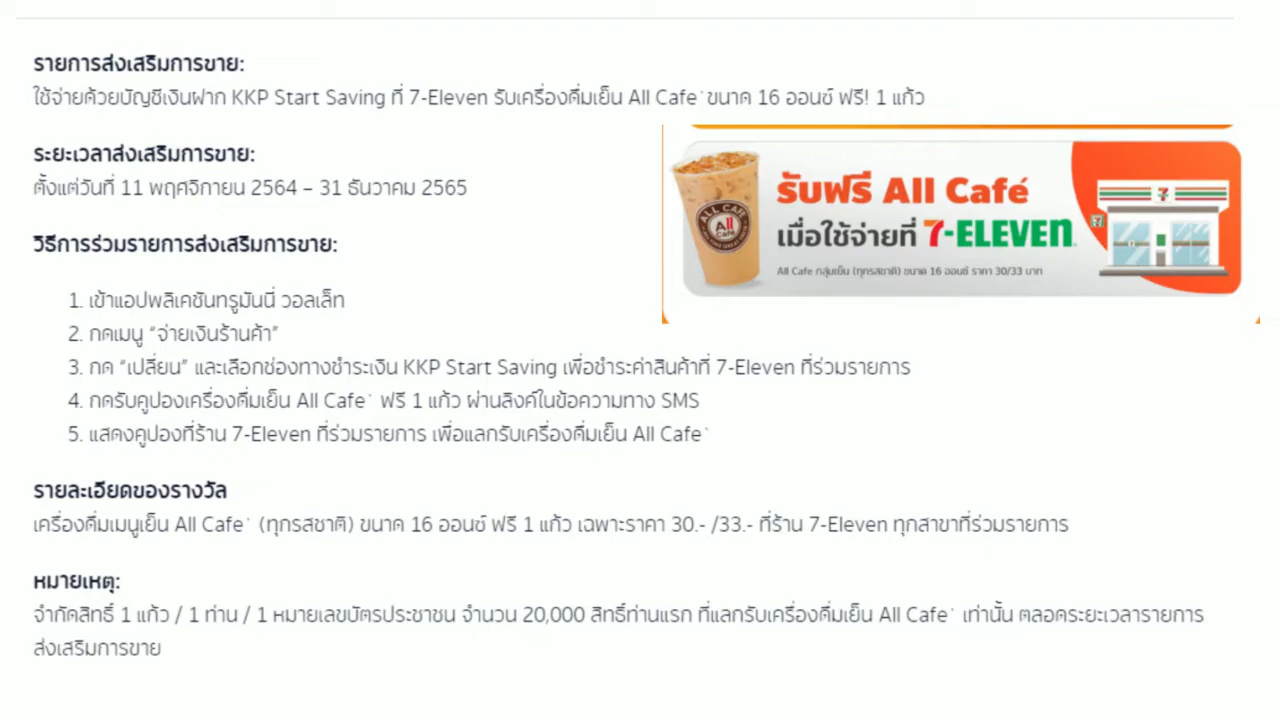 รายการส่งเสริมการขาย:
ใช้จ่ายด้วยบัญชีเงินฝาก KKP Start Saving ที่ 7-Eleven รับเครื่องดื่มเย็น All Cafe ́ ขนาด 16 ออนซ์ ฟรี! 1 แก้ว
ระยะเวลาส่งเสริมการขาย:
ตั้งแต่วันที่ 11 พฤศจิกายน 2564 – 31 ธันวาคม 2565
วิธีการร่วมรายการส่งเสริมการขาย:
ALL CAFE
All
Café
รับฟรี All Café
เมื่อใช้จ่ายที่ 7-ELEVEn
All Cafe กลุ่มเย็น (ทุกรสชาติ) ขนาด 16 ออนซ์ ราคา 30/33 บาท
1. เข้าแอปพลิเคชันทรูมันนี่ วอลเล็ท
2. กดเมนู “จ่ายเงินร้านค้า”
3. กด “เปลี่ยน” และเลือกช่องทางชำระเงิน KKP Start Saving เพื่อชำระค่าสินค้าที่ 7-Eleven ที่ร่วมรายการ
4. กดรับคูปองเครื่องดื่มเย็น All Cafe ́ ฟรี 1 แก้ว ผ่านลิงค์ในข้อความทาง SMS
5. แสดงคูปองที่ร้าน 7-Eleven ที่ร่วมรายการ เพื่อแลกรับเครื่องดื่มเย็น All Cafe ́
รายละเอียดของรางวัล
เครื่องดื่มเมนูเย็น All Cafe ́ (ทุกรสชาติ) ขนาด 16 ออนซ์ ฟรี 1 แก้ว เฉพาะราคา 30.- /33.- ที่ร้าน 7-Eleven ทุกสาขาที่ร่วมรายการ
หมายเหตุ:
จำกัดสิทธิ์ 1 แก้ว / 1 ท่าน / 1 หมายเลขบัตรประชาชน จำนวน 20,000 สิทธิ์ท่านแรก ที่แลกรับเครื่องดื่มเย็น All Cafe ́ เท่านั้น ตลอดระยะเวลารายการ
ส่งเสริมการขาย